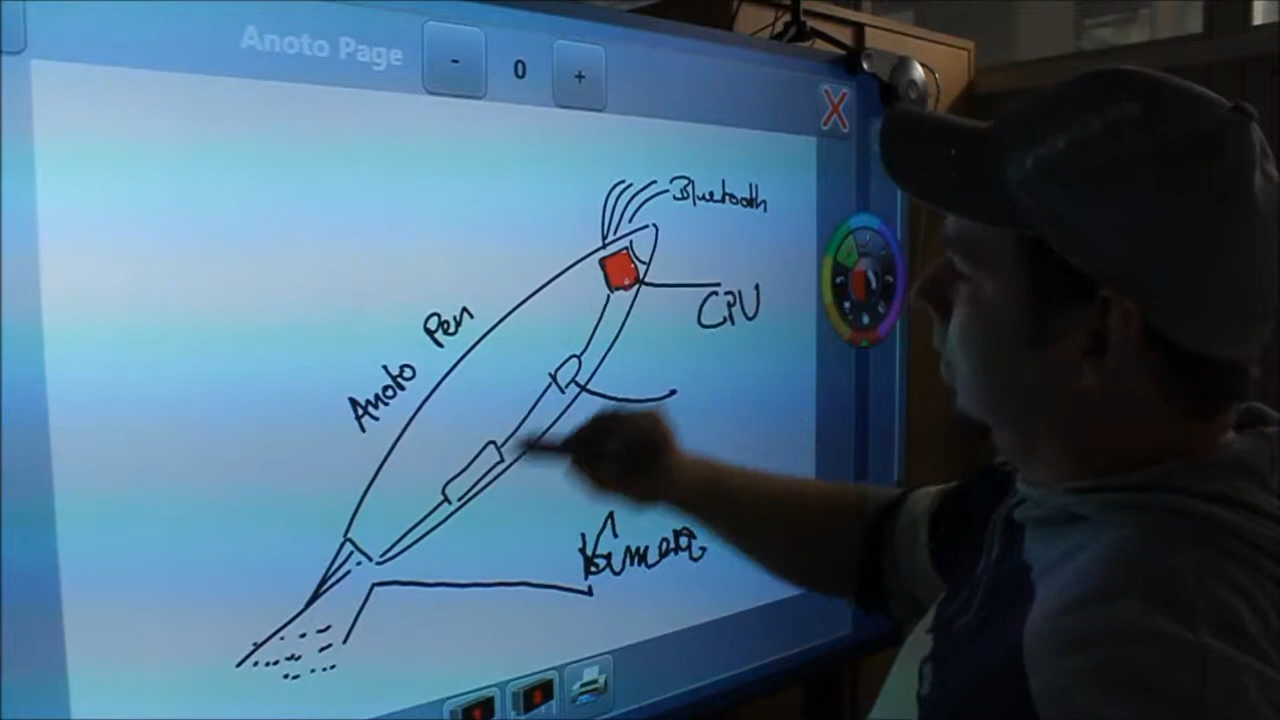 Anoto Page
- 0 +
X
Bluetooth
CPU
Anoto Pen
Kamera